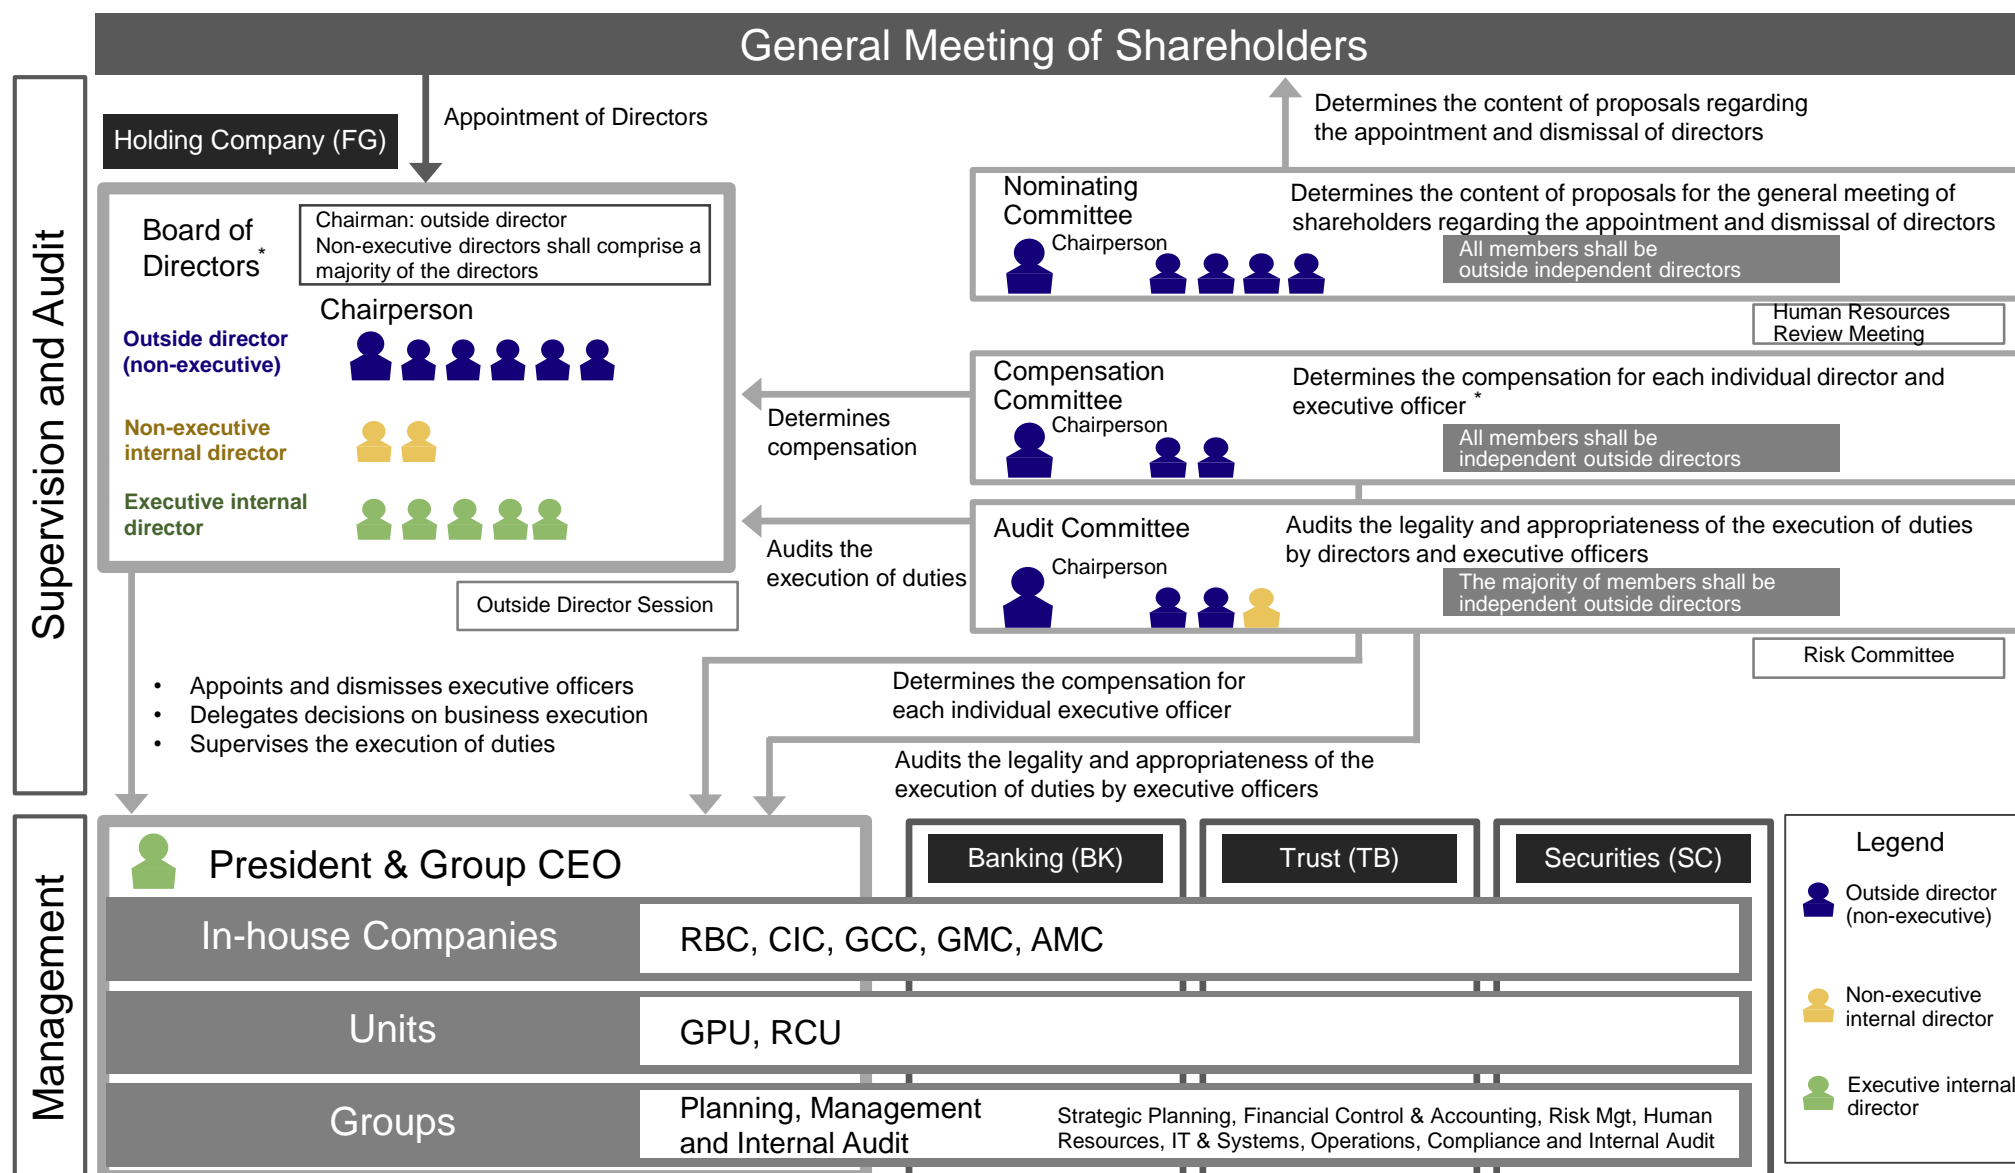 General Meeting of Shareholders
Supervision and Audit
Holding Company (FG)
Appointment of Directors
Determines the content of proposals regarding
the appointment and dismissal of directors
Board of
Directors*
Chairman: outside director
Non-executive directors shall comprise a
majority of the directors
Chairperson
Outside director
(non-executive)
Non-executive
internal director
Executive internal
director
Outside Director Session
Nominating
Committee
Chairperson
Determines the content of proposals for the general meeting of
shareholders regarding the appointment and dismissal of directors
All members shall be
outside independent directors
Human Resources
Review Meeting
Determines
compensation
Compensation
Committee
Chairperson
Determines the compensation for each individual director and
executive officer *
All members shall be
independent outside directors
Audits the
execution of duties
Audit Committee
Chairperson
Audits the legality and appropriateness of the execution of duties
by directors and executive officers
The majority of members shall be
independent outside directors
Risk Committee
• Appoints and dismisses executive officers
• Delegates decisions on business execution
• Supervises the execution of duties
Determines the compensation for
each individual executive officer
Audits the legality and appropriateness of the
execution of duties by executive officers
Management
President & Group CEO
Banking (BK)
Trust (TB)
Securities (SC)
In-house Companies
RBC, CIC, GCC, GMC, AMC
Units
GPU, RCU
Groups
Planning, Management
and Internal Audit
Strategic Planning, Financial Control & Accounting, Risk Mgt, Human
Resources, IT & Systems, Operations, Compliance and Internal Audit
Legend
Outside director
(non-executive)
Non-executive
internal director
Executive internal
director